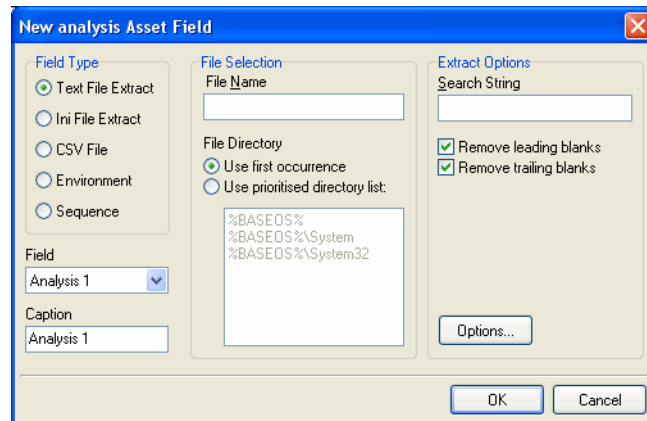 New analysis Asset Field
Field Type
Text File Extract
Ini File Extract
CSV File
Environment
Sequence
Field
Analysis 1
Caption
Analysis 1
File Selection
File Name
File Directory
Use first occurrence
Use prioritised directory list:
%BASEOS%
%BASEOS%\System
%BASEOS%\System32
Extract Options
Search String
Remove leading blanks
Remove trailing blanks
Options...
OK
Cancel